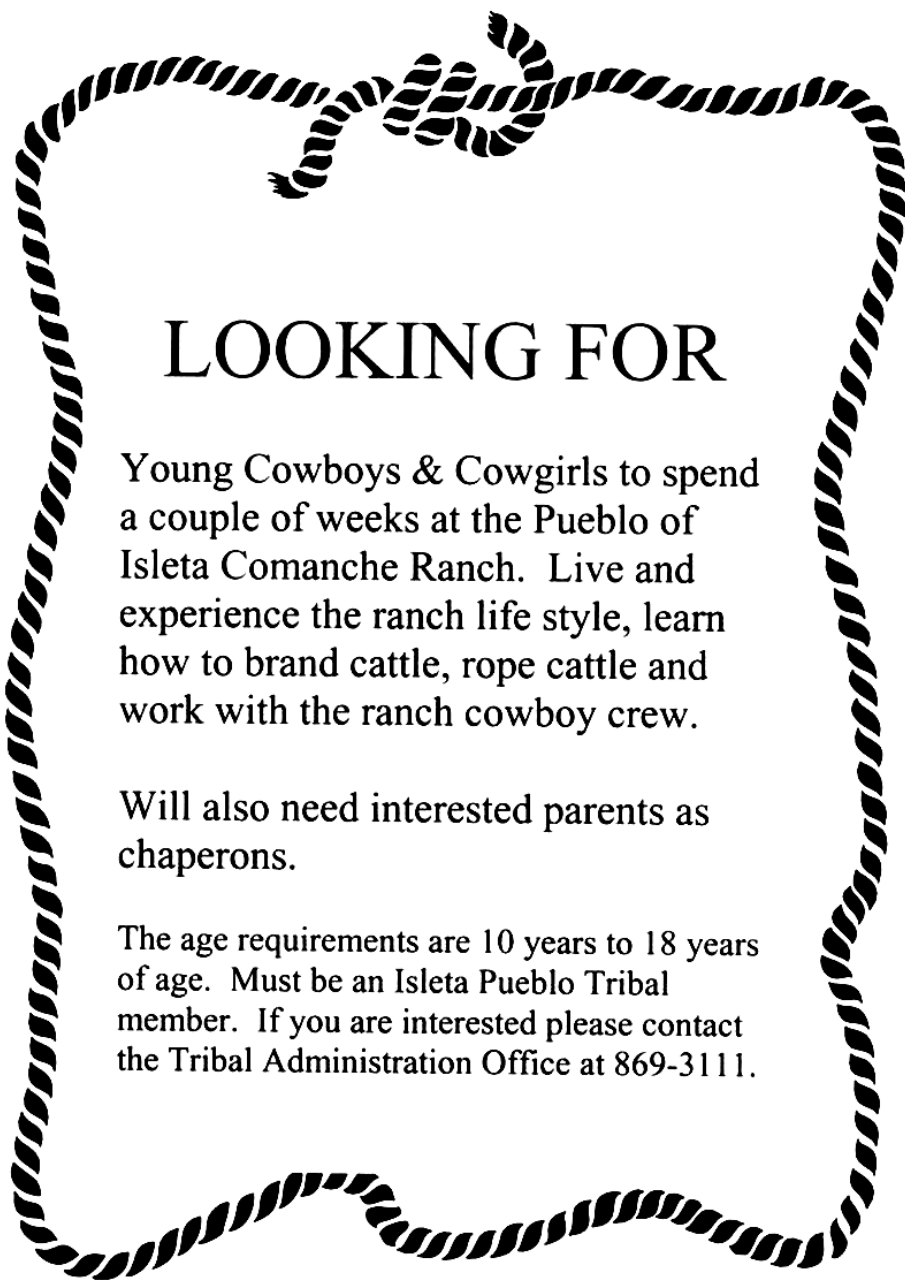 LOOKING FOR
Young Cowboys & Cowgirls to spend
a couple of weeks at the Pueblo of
Isleta Comanche Ranch.  Live and
experience the ranch life style, learn
how to brand cattle, rope cattle and
work with the ranch cowboy crew.
Will also need interested parents as
chaperons.
The age requirements are 10 years to 18 years
of age.  Must be an Isleta Pueblo Tribal
member.  If you are interested please contact
the Tribal Administration Office at 869-3111.